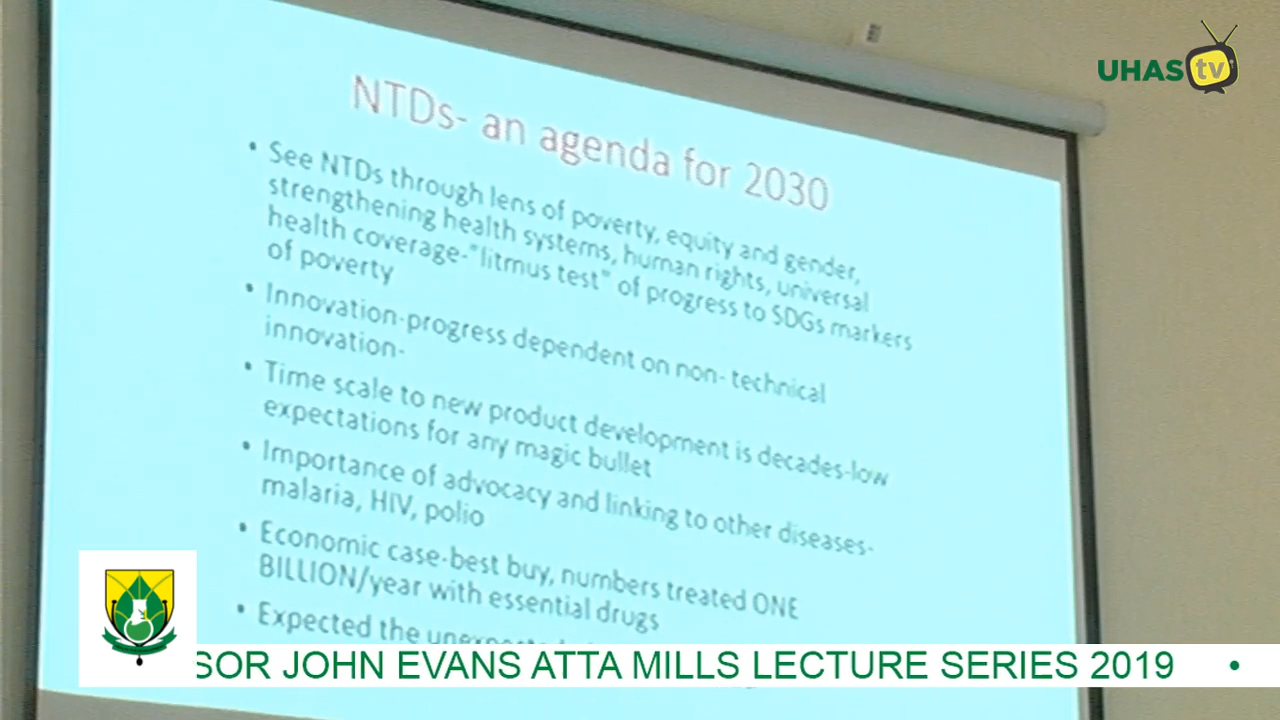 UHAS tv
NTDs- an agenda for 2030
• See NTDs through lens of poverty, equity and gender,
strengthening health systems, human rights, universal
health coverage-"litmus test" of progress to SDGs markers
of poverty
• Innovation-progress dependent on non- technical
innovation-
• Time scale to new product development is decades-low
expectations for any magic bullet
• Importance of advocacy and linking to other diseases-
malaria, HIV, polio
• Economic case-best buy, numbers treated ONE
BILLION/year with essential drugs
• Expected the
SOR JOHN EVANS ATTA MILLS LECTURE SERIES 2019 •